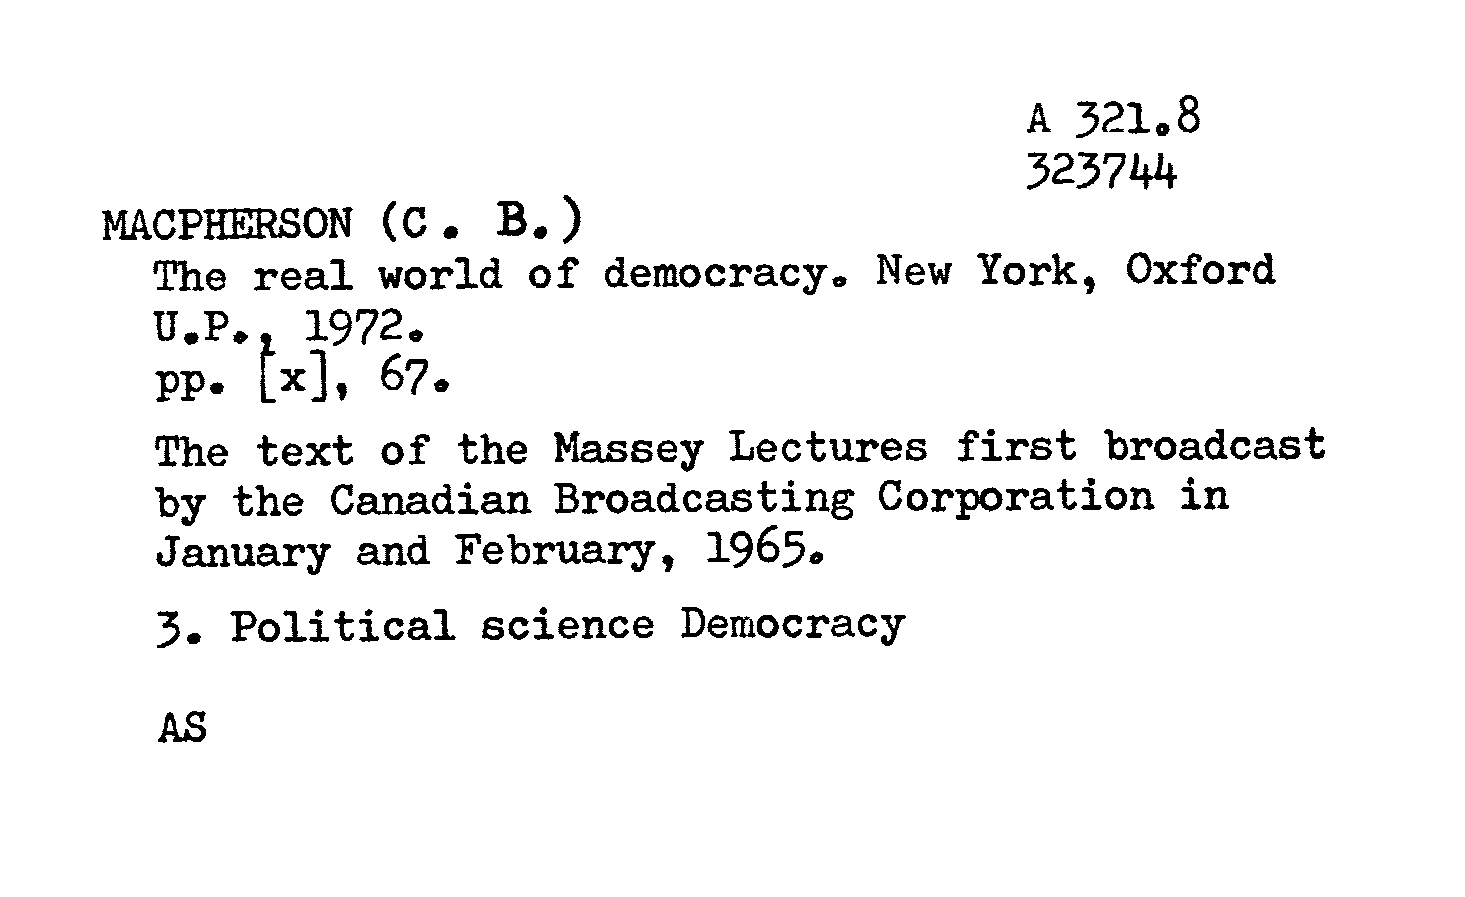 A 321.8
323744
MACPHERSON (C. B.)
The real world of democracy. New York, Oxford
U.P., 1972.
pp. [x], 67.
The text of the Massey Lectures first broadcast
by the Canadian Broadcasting Corporation in
January and February, 1965.
3. Political science Democracy
AS